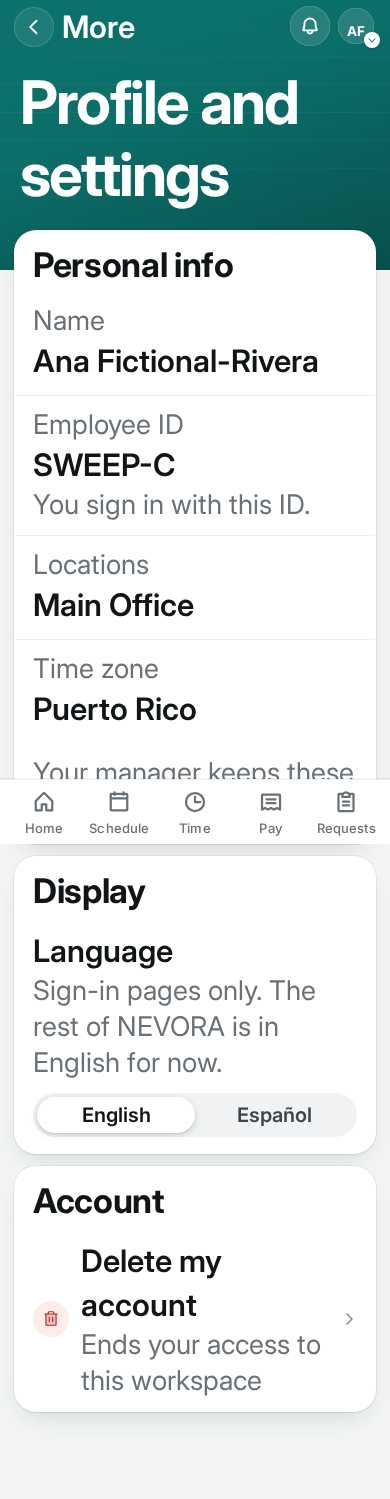 More
AF
Profile and
settings
Personal info
Name
Ana Fictional-Rivera
Employee ID
SWEEP-C
You sign in with this ID.
Locations
Main Office
Time zone
Puerto Rico
Your manager keeps these
Home
Schedule
Time
Pay
Requests
Display
Language
Sign-in pages only. The
rest of NEVORA is in
English for now.
English
Español
Account
Delete my
account
Ends your access to
this workspace